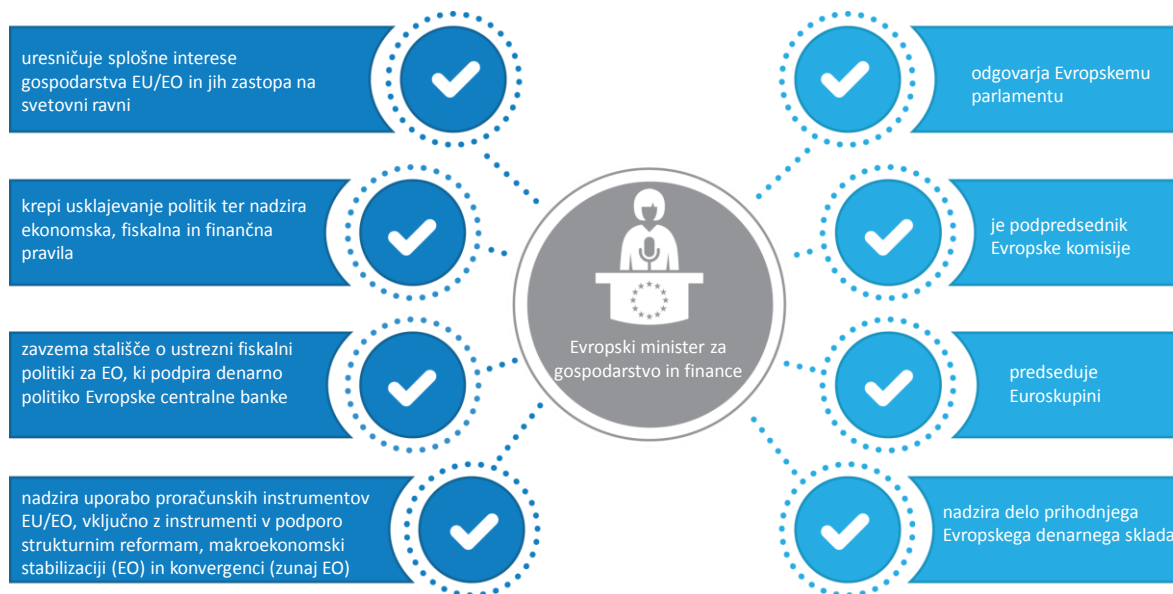 uresničuje splošne interese
gospodarstva EU/EO in jih zastopa na
svetovni ravni
krepi usklajevanje politik ter nadzira
ekonomska, fiskalna in finančna
pravila
zavzema stališče o ustrezni fiskalni
politiki za EO, ki podpira denarno
politiko Evropske centralne banke
nadzira uporabo proračunskih instrumentov
EU/EO, vključno z instrumenti v podporo
strukturnim reformam, makroekonomski
stabilizaciji (EO) in konvergenci (zunaj EO)
Evropski minister za
gospodarstvo in finance
odgovarja Evropskemu
parlamentu
je podpredsednik
Evropske komisije
predseduje
Euroskupini
nadzira delo prihodnjega
Evropskega denarnega sklada